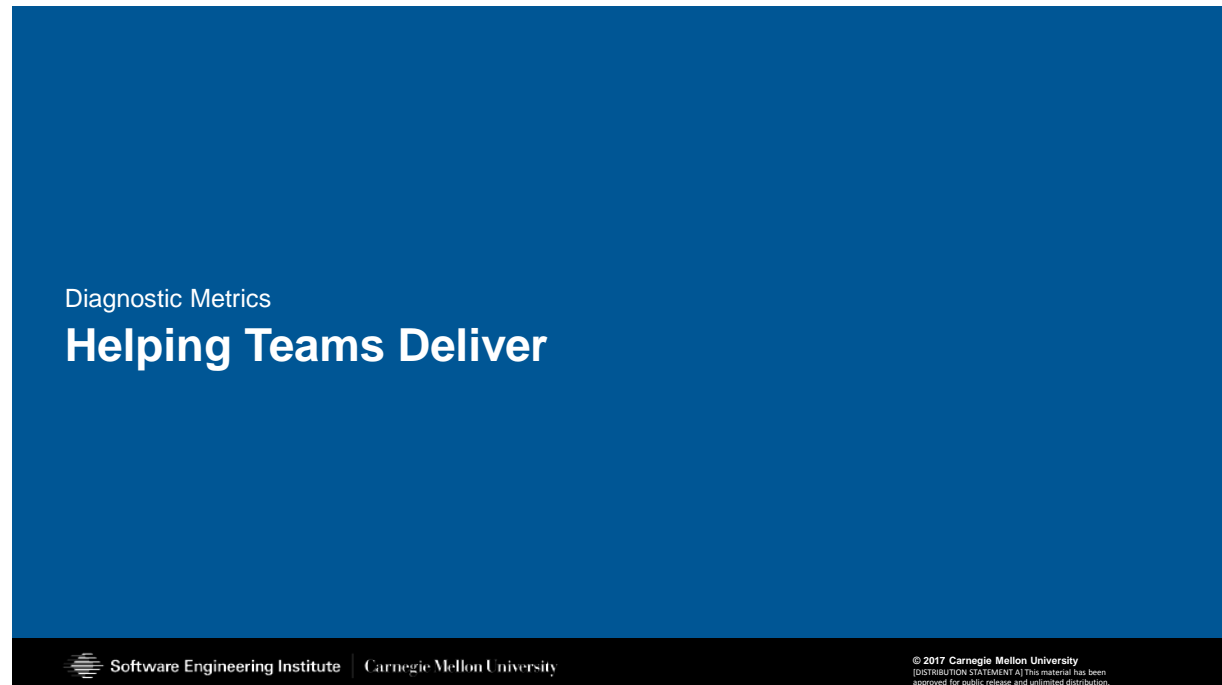 Diagnostic Metrics
Helping Teams Deliver
Software Engineering Institute | Carnegie Mellon University
© 2017 Carnegie Mellon University
[DISTRIBUTION STATEMENT A] This material has been
approved for public release and unlimited distribution.